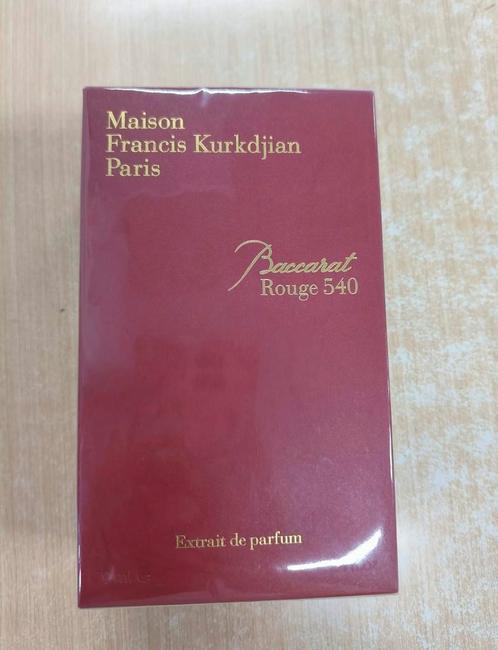 Maison
Francis Kurkdjian
Paris
Baccarat
Rouge 540
Extrait de parfum